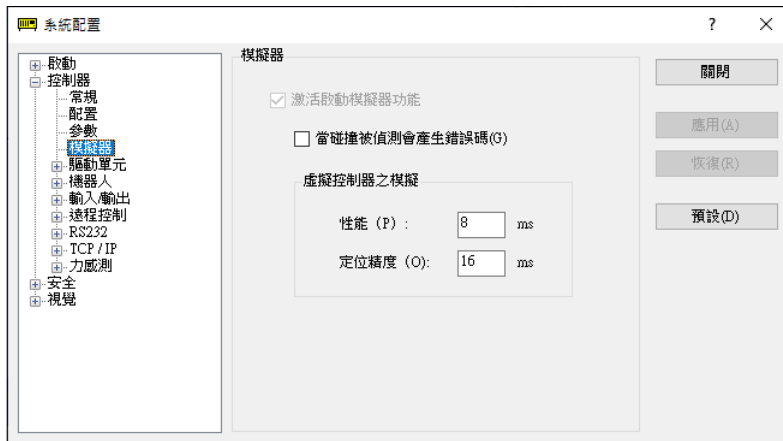 系統配置
?
×
啟動
控制器
常規
配置
參數
模擬器
驅動單元
機器人
輸入/輸出
遠程控制
RS232
TCP / IP
力感測
安全
視覺
模擬器
激活啟動模擬器功能
當碰撞被偵測會產生錯誤碼(G)
虛擬控制器之模擬
性能（P）: 8 ms
定位精度（O): 16 ms
關閉
應用(A)
恢復(R)
預設(D)